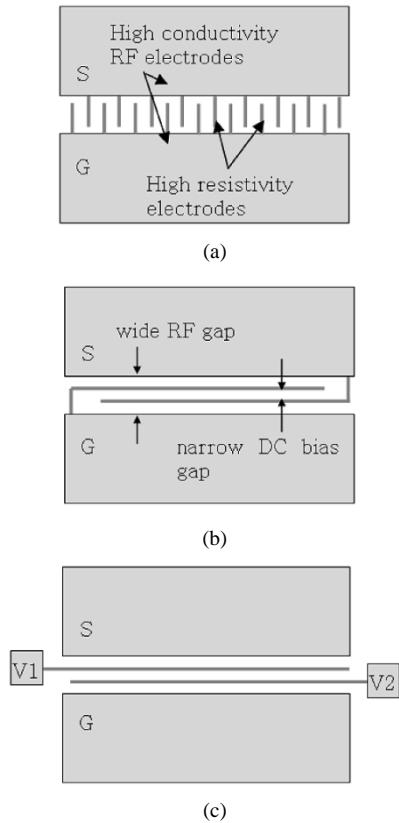 High conductivity
RF electrodes
S
G
High resistivity
electrodes
(a)
wide RF gap
S
G
narrow DC bias
gap
(b)
S
V1
V2
G
(c)